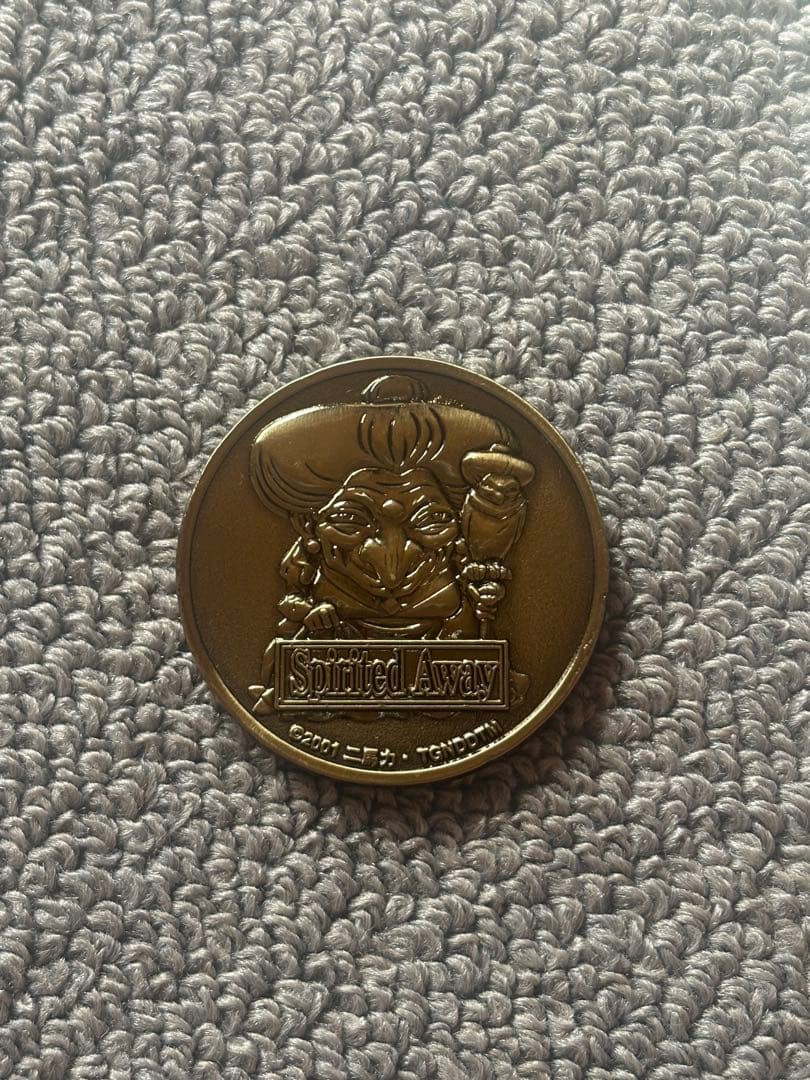 Spirited Away
©2001 二馬力・TGNDDTM